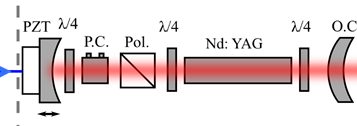 PZT
λ/4
P.C.
Pol.
λ/4
Nd: YAG
λ/4
O.C